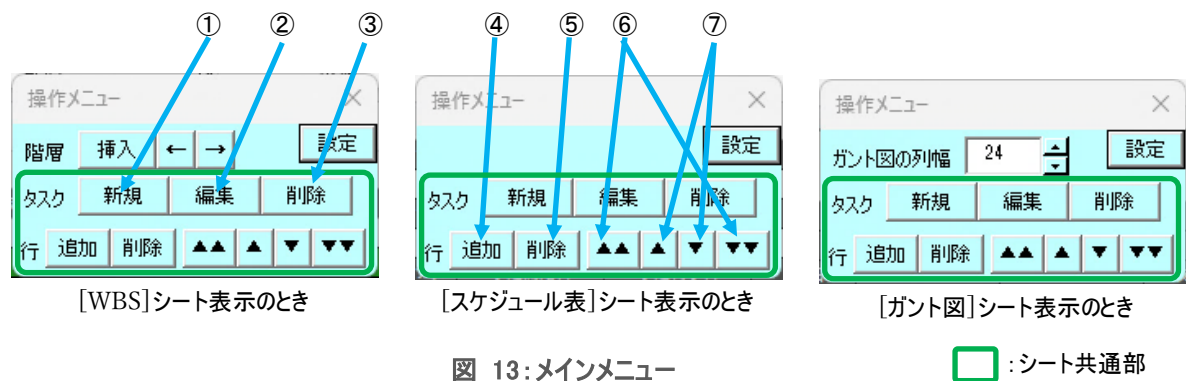 ① ② ③ ④ ⑤ ⑥ ⑦
操作メニュー ×
階層 挿入 ← → 設定
タスク 新規 編集 削除
行 追加 削除 ▲▲ ▲ ▼ ▼▼
[WBS]シート表示のとき
操作メニュー ×
設定
タスク 新規 編集 削除
行 追加 削除 ▲▲ ▲ ▼ ▼▼
[スケジュール表]シート表示のとき
操作メニュー ×
ガント図の列幅 24 設定
タスク 新規 編集 削除
行 追加 削除 ▲▲ ▲ ▼ ▼▼
[ガント図]シート表示のとき
図 13:メインメニュー
:シート共通部